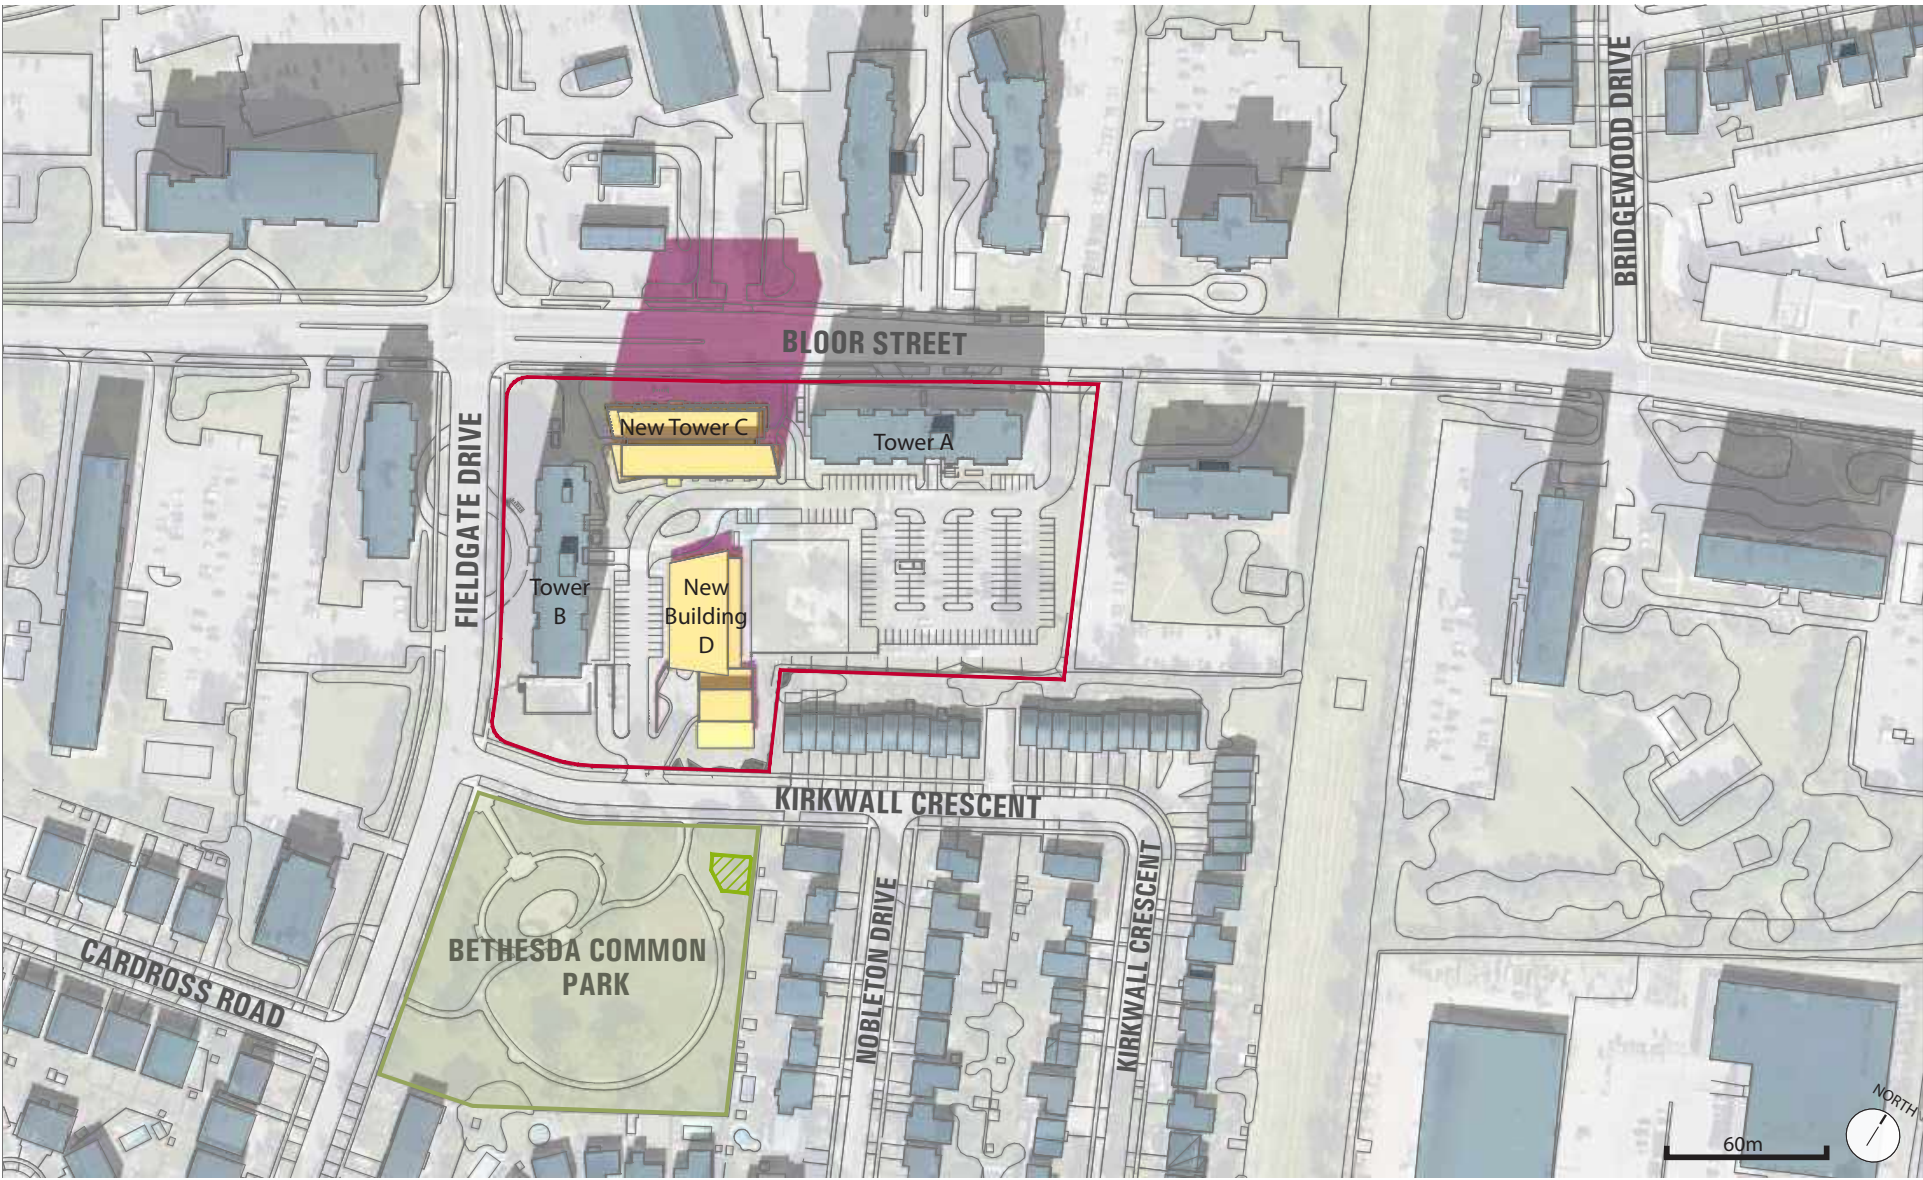 BRIDGEWOOD DRIVE
BLOOR STREET
FIELDGATE DRIVE
New Tower C
Tower A
Tower
B
New
Building
D
KIRKWALL CRESCENT
BETHESDA COMMON
PARK
CARDROSS ROAD
NOBLETON DRIVE
KIRKWALL CRESCENT
60m
NORTH